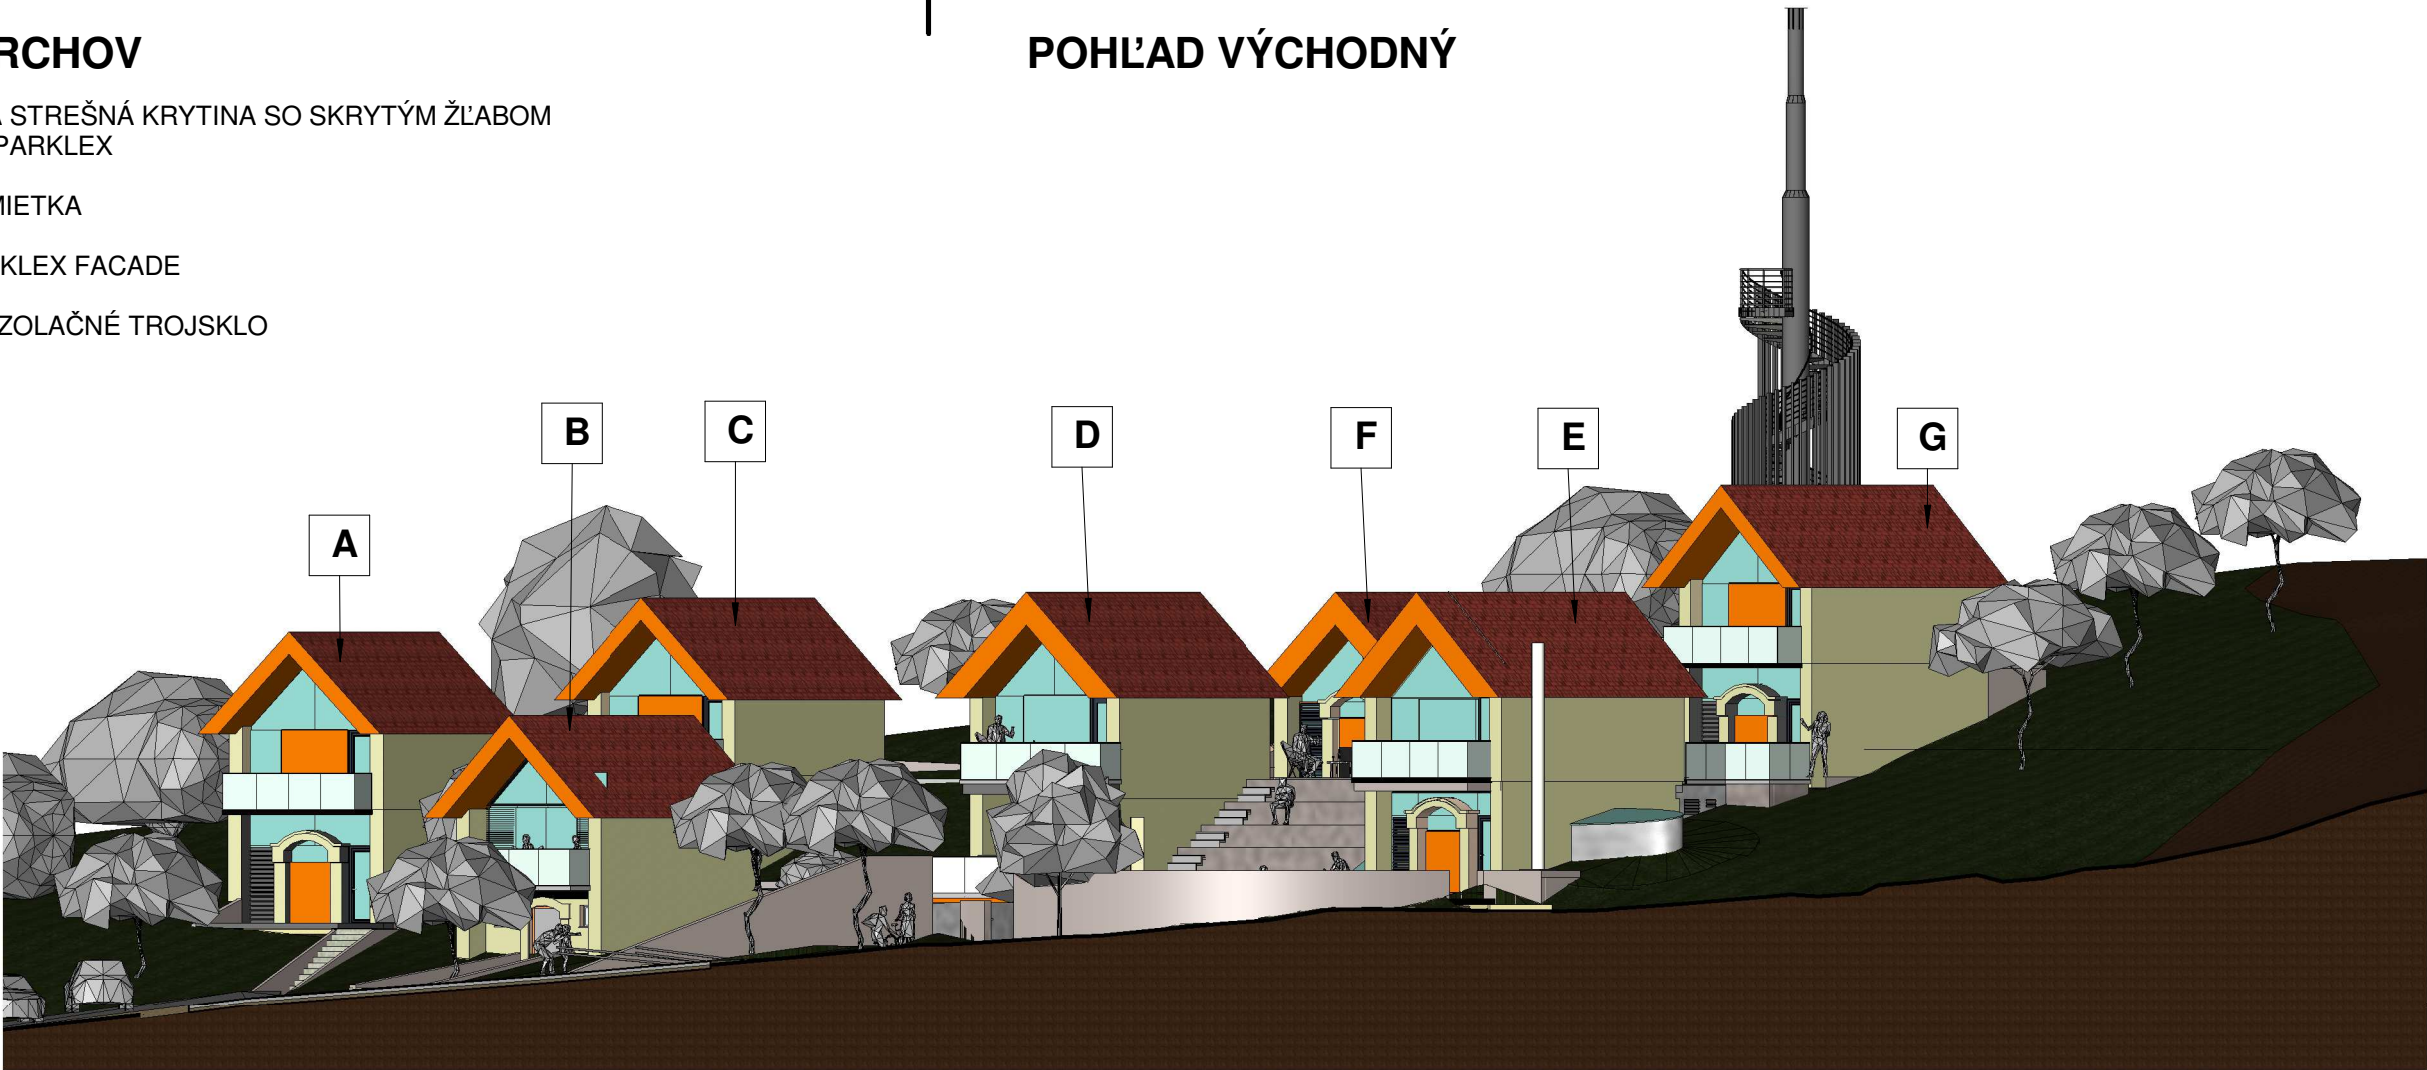 RCHOV
A STREŠNÁ KRYTINA SO SKRYTÝM ŽĽABOM
PARKLEX
MIETKA
KLEX FACADE
ZOLAČNÉ TROJSKLO
POHĽAD VÝCHODNÝ
A
B
C
D
F
E
G